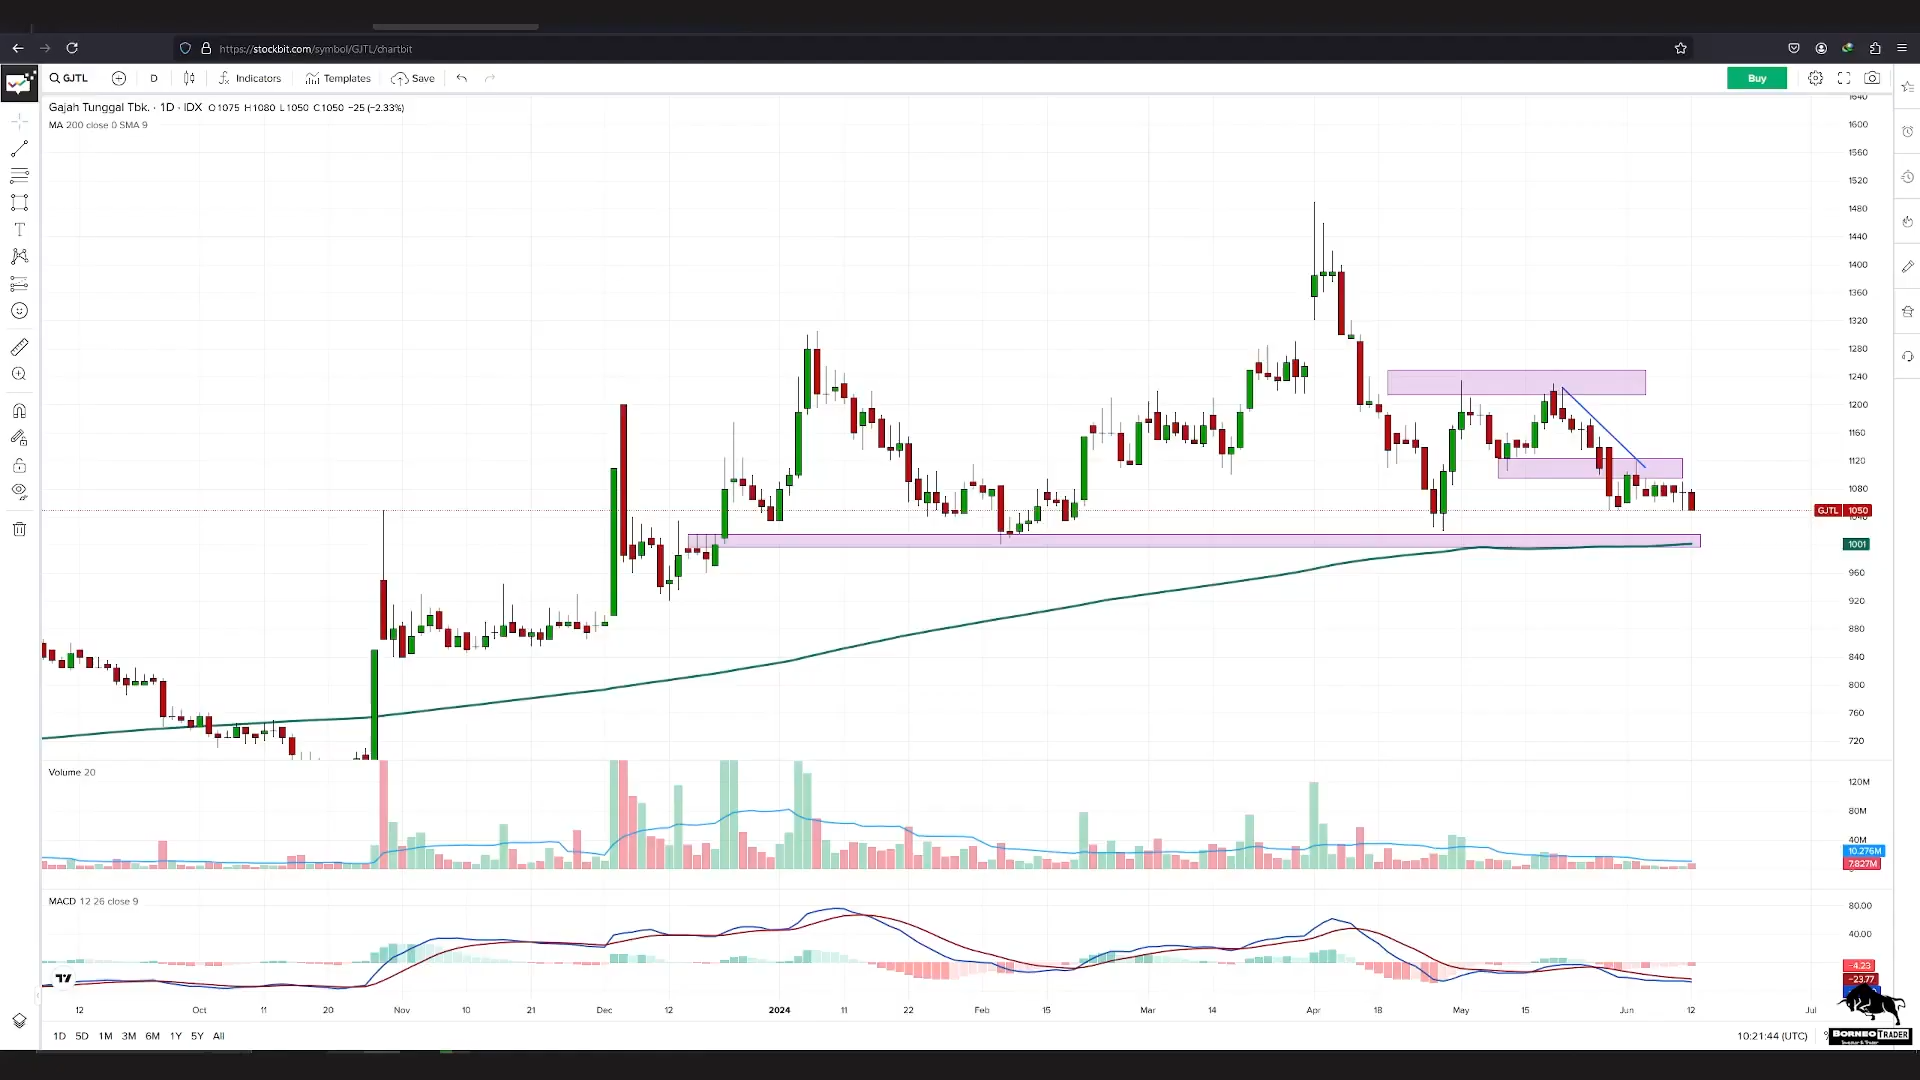 https://stockbit.com/symbol/GJTL/chartbit
GJTL D Indicators Templates Save Buy
Gajah Tunggal Tbk. · 1D · IDX O1075 H1080 L1050 C1050 −25 (−2.33%)
MA 200 close 0 SMA 9
1640
1600
1560
1520
1480
1440
1400
1360
1320
1280
1240
1200
1160
1120
1080
GJTL 1050
1040
1001
960
920
880
840
800
760
720
Volume 20
120M
80M
40M
10.276M
7.827M
MACD 12 26 close 9
80.00
40.00
−4.23
−23.77
12 Oct 11 20 Nov 10 21 Dec 12 2024 11 22 Feb 15 Mar 14 Apr 18 May 15 Jun 12 Jul
1D 5D 1M 3M 6M 1Y 5Y All 10:21:44 (UTC) %
BORNEO TRADER
Investor & Trader